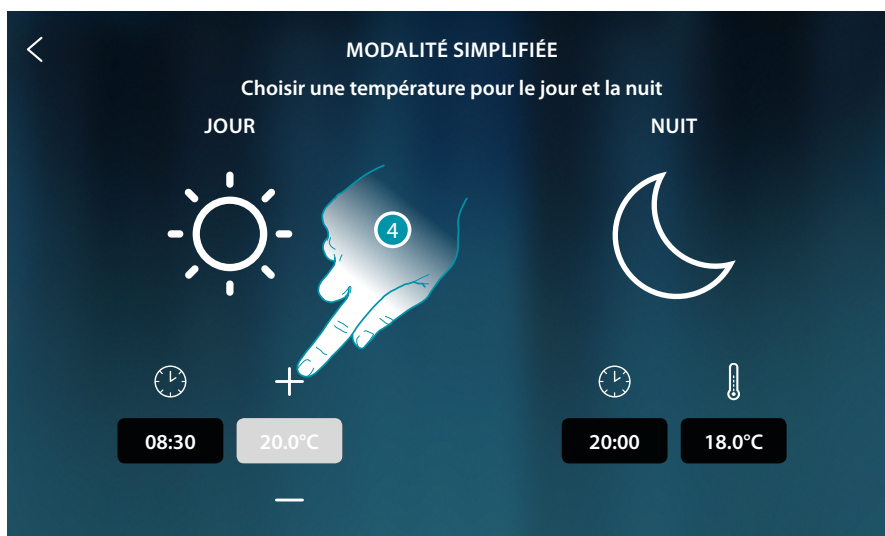 MODALITÉ SIMPLIFIÉE
Choisir une température pour le jour et la nuit
JOUR
NUIT
4
08:30
20.0°C
20:00
18.0°C